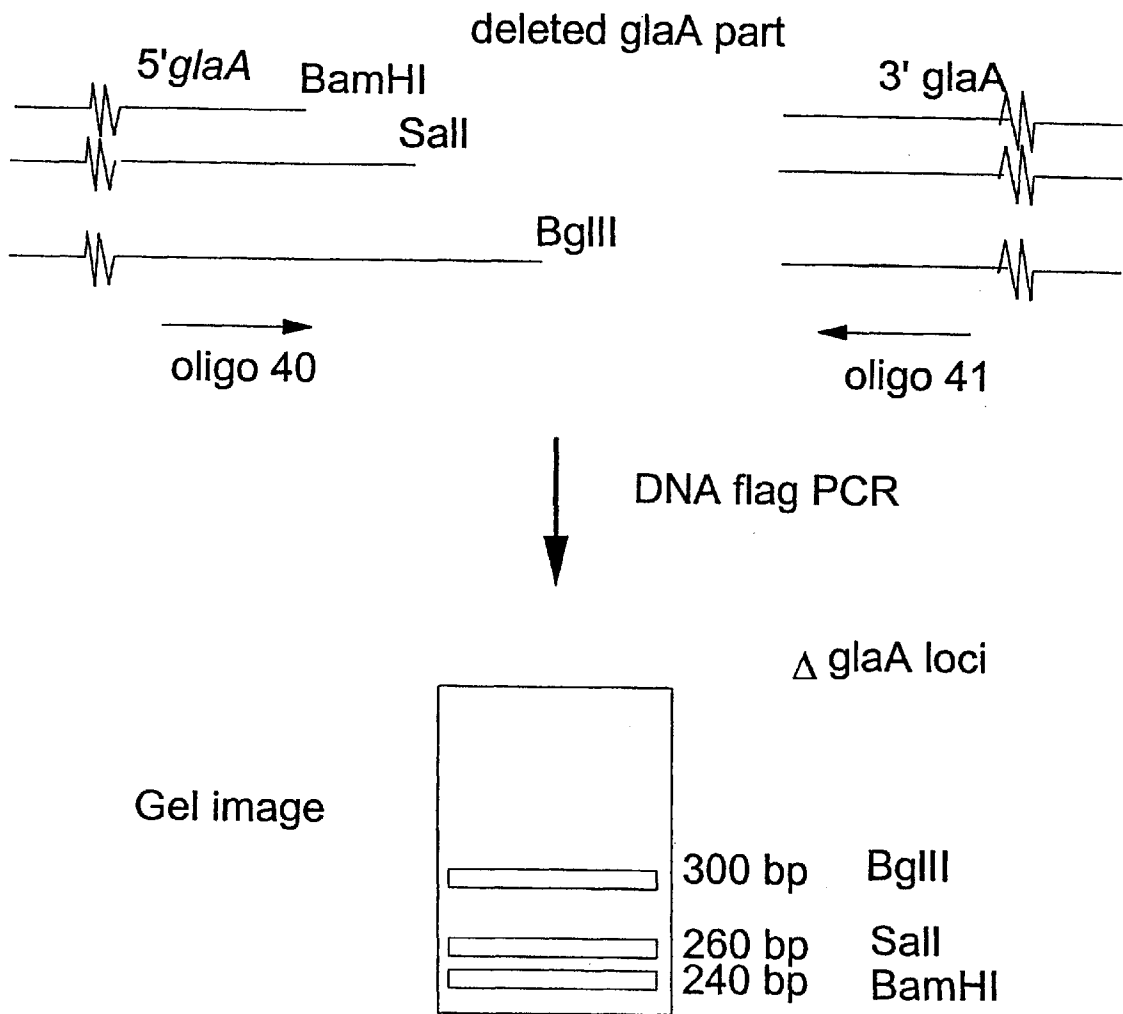 deleted glaA part
5'glaA
BamHI
3' glaA
SalI
BglII
oligo 40
oligo 41
DNA flag PCR
Δ glaA loci
Gel image
300 bp BglII
260 bp SalI
240 bp BamHI